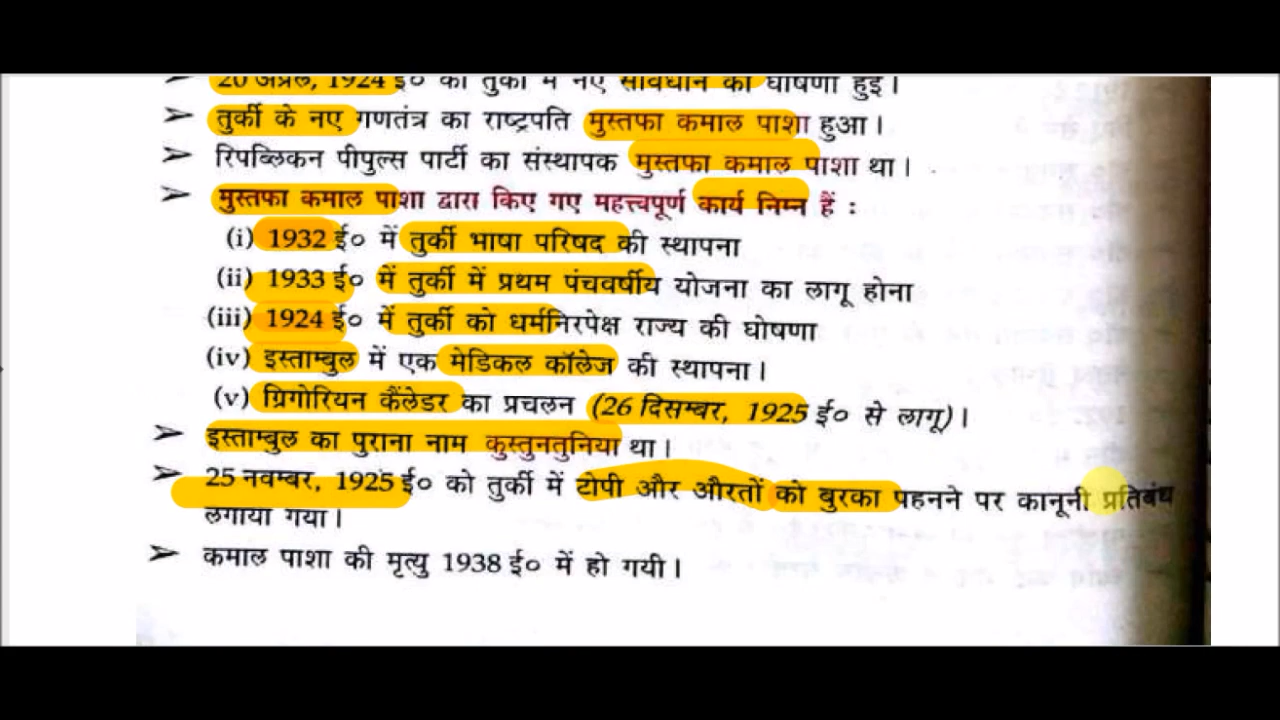 ➢ 20 अप्रैल, 1924 ई० को तुर्की में नए संविधान की घोषणा हुई।
➢ तुर्की के नए गणतंत्र का राष्ट्रपति मुस्तफा कमाल पाशा हुआ।
➢ रिपब्लिकन पीपुल्स पार्टी का संस्थापक मुस्तफा कमाल पाशा था।
➢ मुस्तफा कमाल पाशा द्वारा किए गए महत्त्वपूर्ण कार्य निम्न हैं :
(i) 1932 ई० में तुर्की भाषा परिषद की स्थापना
(ii) 1933 ई० में तुर्की में प्रथम पंचवर्षीय योजना का लागू होना
(iii) 1924 ई० में तुर्की को धर्मनिरपेक्ष राज्य की घोषणा
(iv) इस्ताम्बुल में एक मेडिकल कॉलेज की स्थापना।
(v) ग्रिगोरियन कैंलेडर का प्रचलन (26 दिसम्बर, 1925 ई० से लागू)।
➢ इस्ताम्बुल का पुराना नाम कुस्तुनतुनिया था।
➢ 25 नवम्बर, 1925 ई० को तुर्की में टोपी और औरतों को बुरका पहनने पर कानूनी प्रतिबंध
लगाया गया।
➢ कमाल पाशा की मृत्यु 1938 ई० में हो गयी।